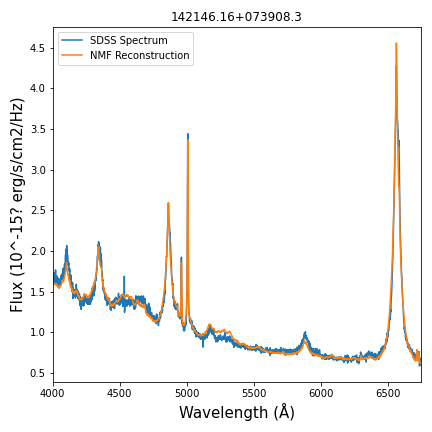 142146.16+073908.3
SDSS Spectrum
NMF Reconstruction
Flux (10^-15? erg/s/cm2/Hz)
4.5
4.0
3.5
3.0
2.5
2.0
1.5
1.0
0.5
4000 4500 5000 5500 6000 6500
Wavelength (Å)